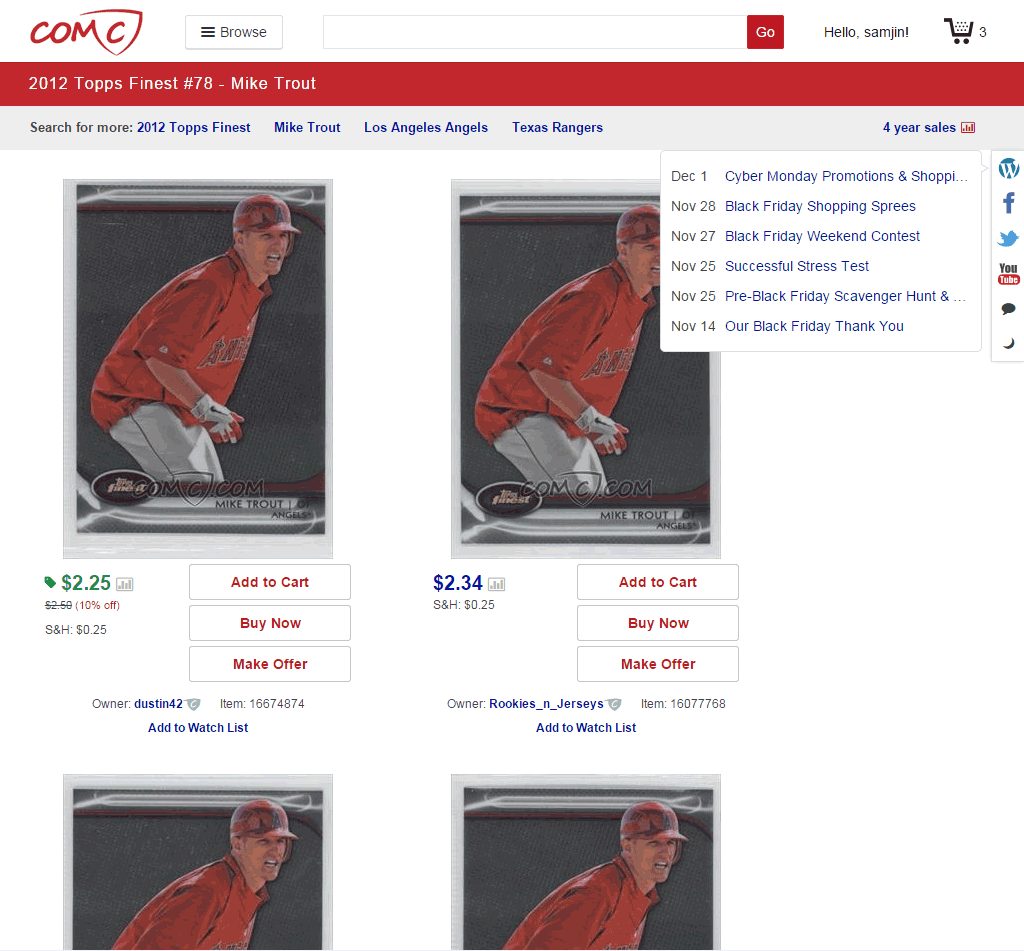 COMC
Browse
Go
Hello, samjin!
3
2012 Topps Finest #78 - Mike Trout
Search for more: 2012 Topps Finest Mike Trout Los Angeles Angels Texas Rangers
4 year sales
Dec 1 Cyber Monday Promotions & Shoppi...
Nov 28 Black Friday Shopping Sprees
Nov 27 Black Friday Weekend Contest
Nov 25 Successful Stress Test
Nov 25 Pre-Black Friday Scavenger Hunt & ...
Nov 14 Our Black Friday Thank You
You
Tube
Topps
finest
COMC.COM
MIKE TROUT | OF
ANGELS
Topps
finest
COMC.COM
MIKE TROUT | OF
ANGELS
$2.25
$2.50 (10% off)
S&H: $0.25
Add to Cart
Buy Now
Make Offer
Owner: dustin42 Item: 16674874
Add to Watch List
$2.34
S&H: $0.25
Add to Cart
Buy Now
Make Offer
Owner: Rookies_n_Jerseys Item: 16077768
Add to Watch List